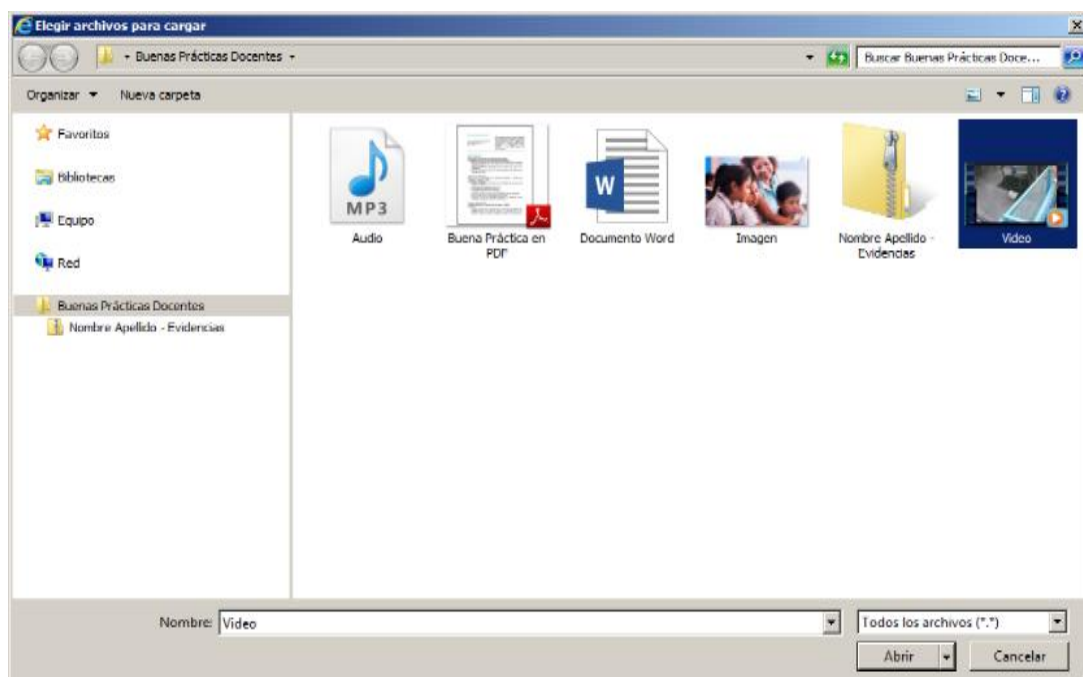 Elegir archivos para cargar
Buenas Prácticas Docentes
Buscar Buenas Prácticas Doce...
Organizar
Nueva carpeta
Favoritos
Bibliotecas
Equipo
Red
Buenas Prácticas Docentes
Nombre Apellido - Evidencias
MP3
Audio
Buena Práctica en
PDF
W
Documento Word
Imagen
Nombre Apellido -
Evidencias
Video
Nombre: Video
Todos los archivos (*.*)
Abrir
Cancelar